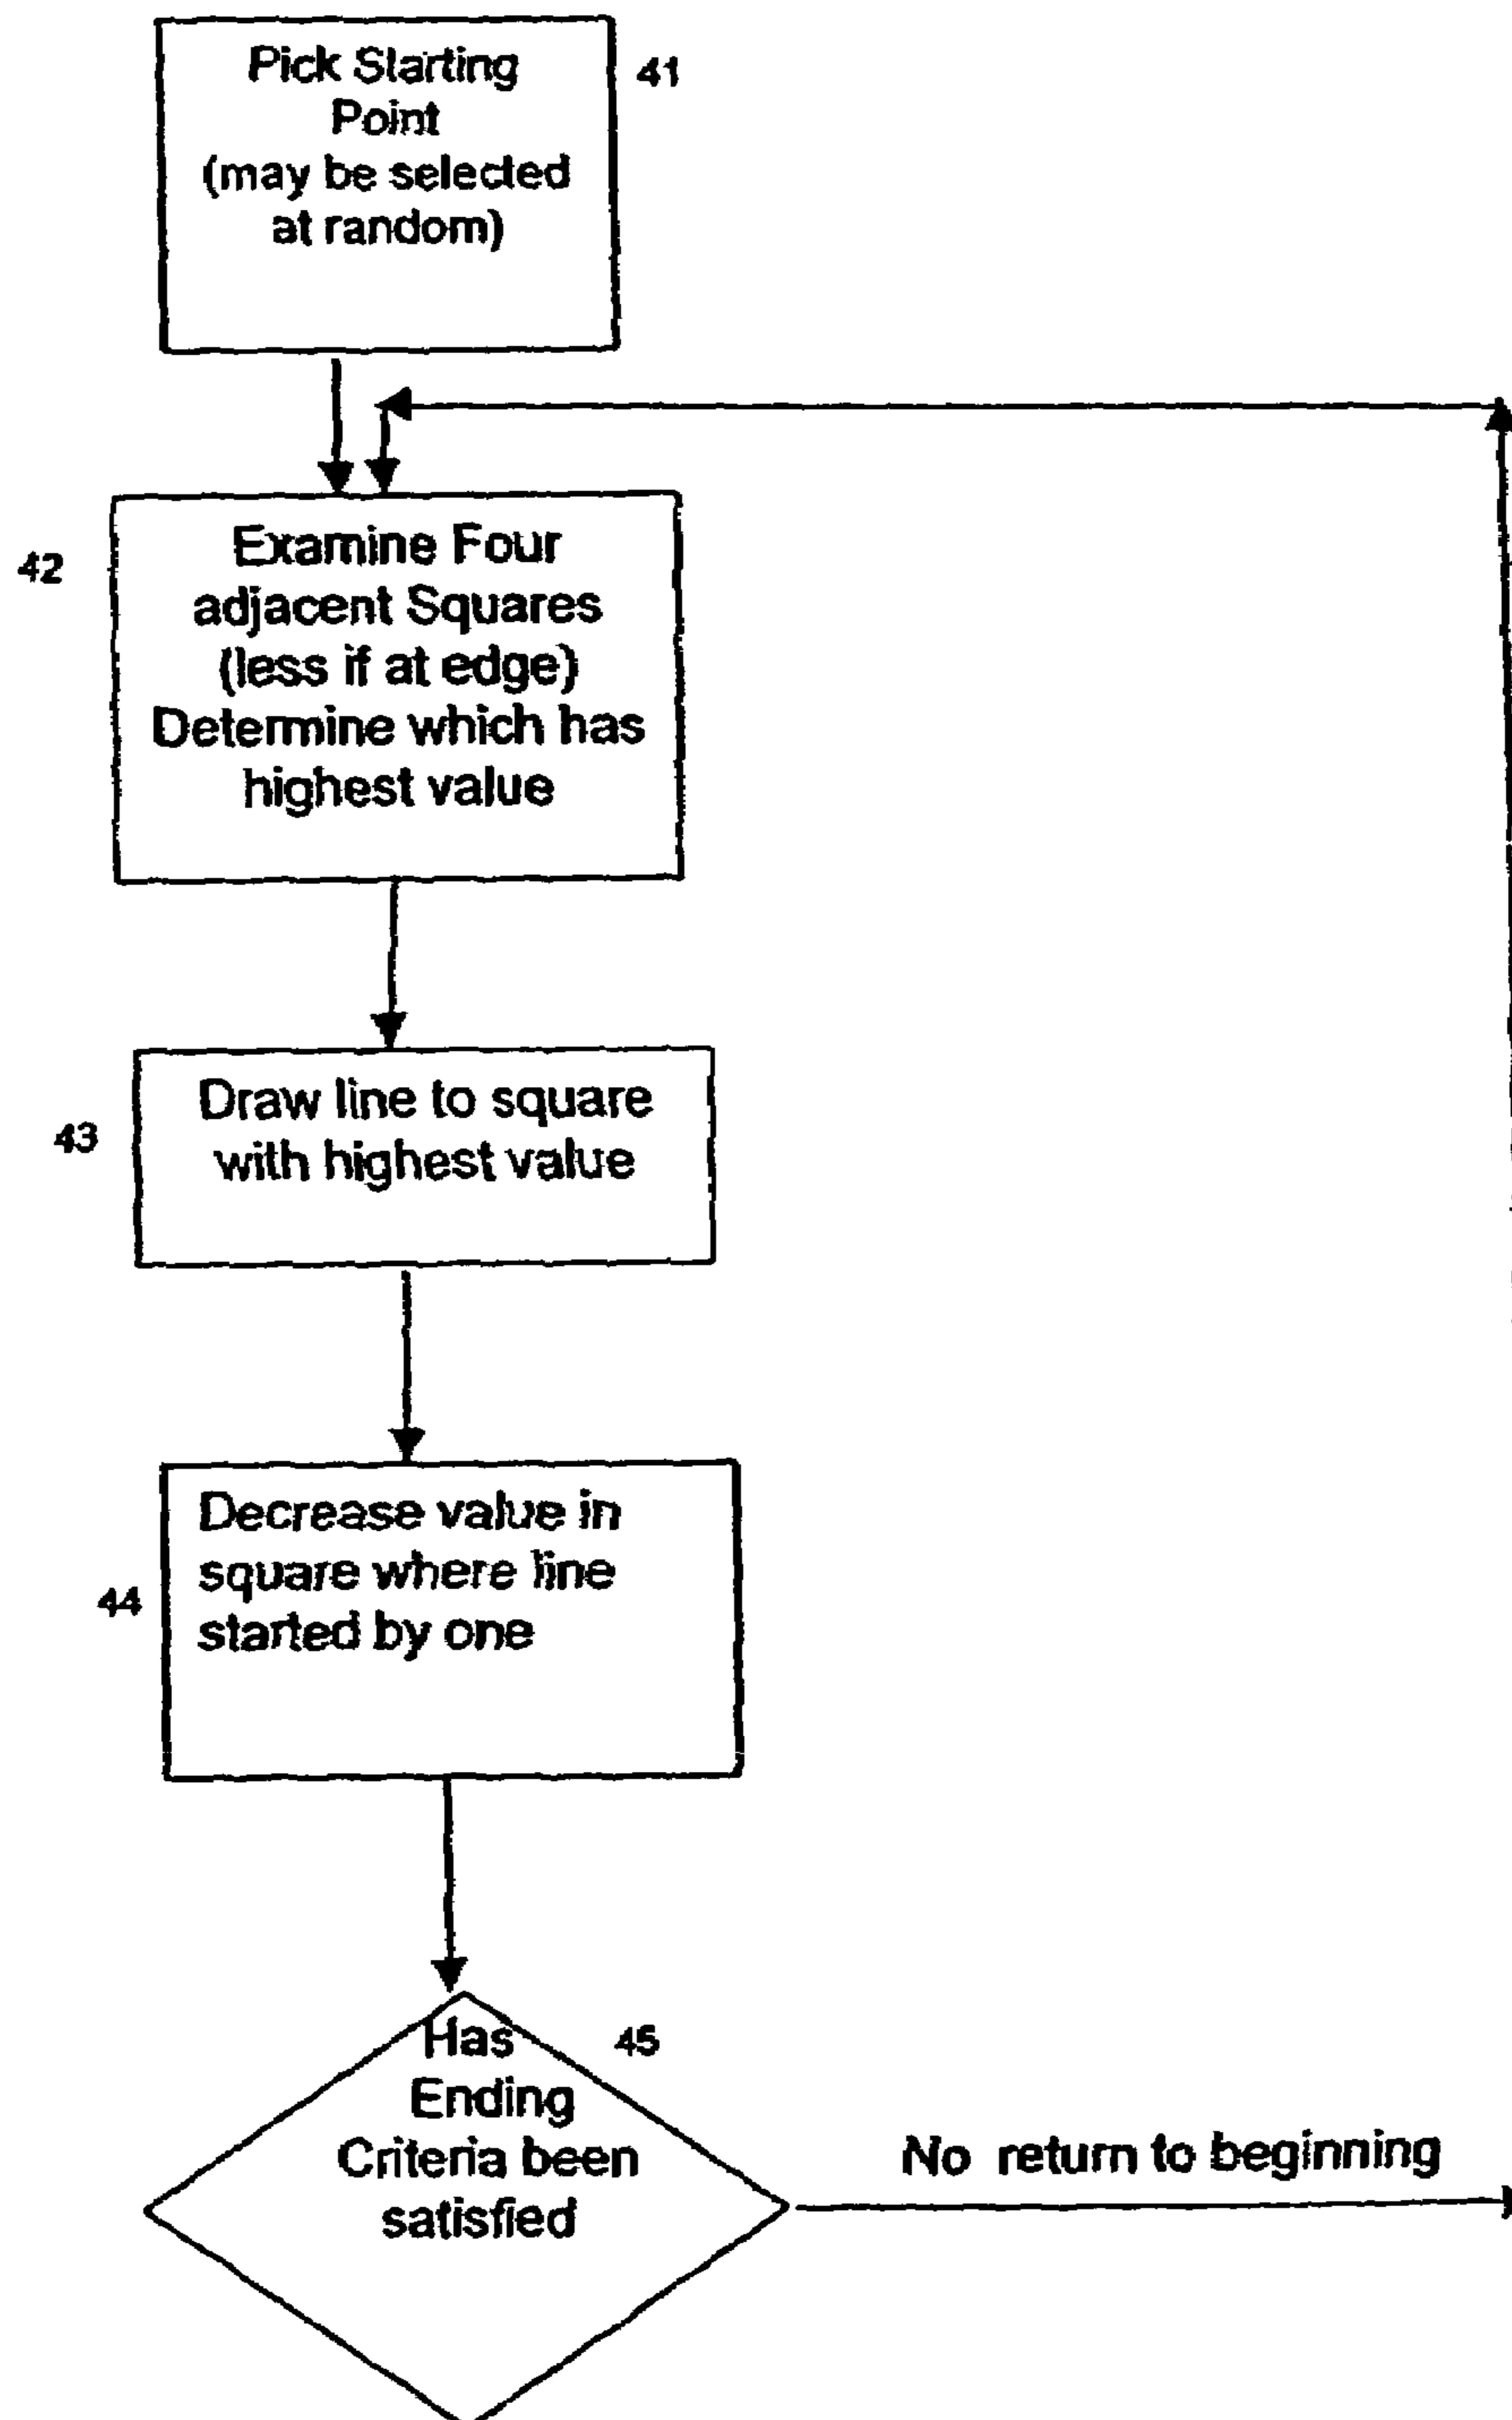 Pick Starting
Point
(may be selected
at random)
41
42
Examine Four
adjacent Squares
(less if at edge)
Determine which has
highest value
43
Draw line to square
with highest value
44
Decrease value in
square where line
started by one
Has
Ending
Criteria been
satisfied
45
No return to beginning